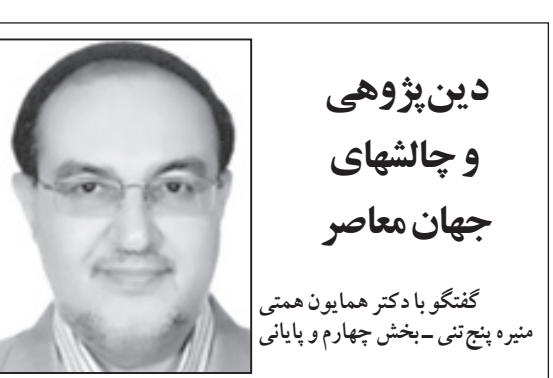 دین‌پژوهی
و چالشهای
جهان معاصر
گفتگو با دکتر همایون همتی
منیره پنج‌تنی ـ بخش چهارم و پایانی